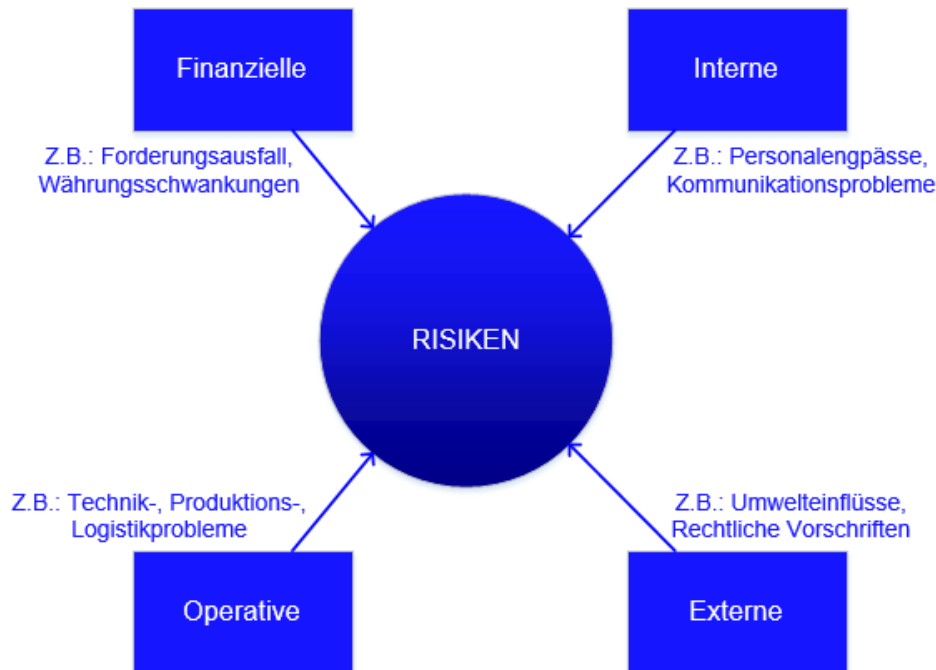 Finanzielle
Interne
Z.B.: Forderungsausfall,
Währungsschwankungen
Z.B.: Personalengpässe,
Kommunikationsprobleme
RISIKEN
Z.B.: Technik-, Produktions-,
Logistikprobleme
Z.B.: Umwelteinflüsse,
Rechtliche Vorschriften
Operative
Externe